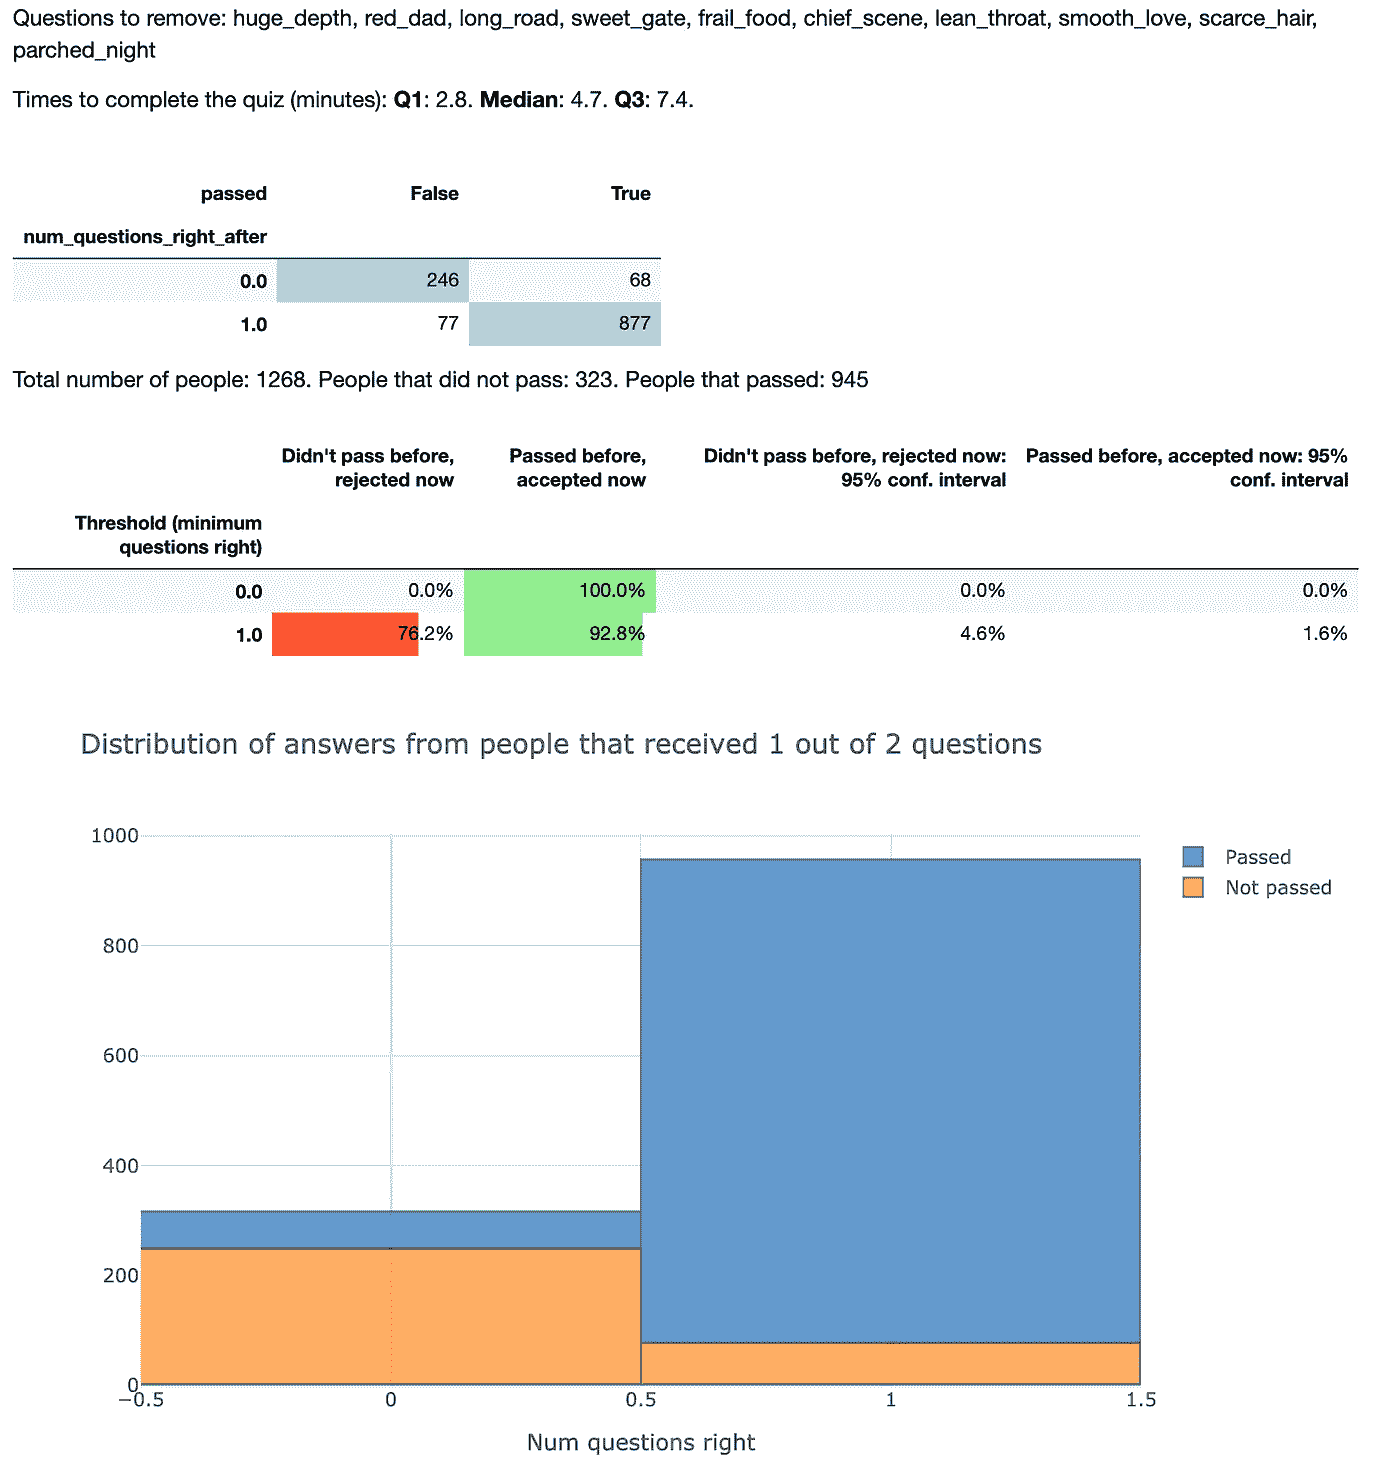 Questions to remove: huge_depth, red_dad, long_road, sweet_gate, frail_food, chief_scene, lean_throat, smooth_love, scarce_hair,
parched_night
Times to complete the quiz (minutes): Q1: 2.8. Median: 4.7. Q3: 7.4.
passed False True
num_questions_right_after
0.0 246 68
1.0 77 877
Total number of people: 1268. People that did not pass: 323. People that passed: 945
Didn't pass before, Passed before, Didn't pass before, rejected now: Passed before, accepted now: 95%
rejected now accepted now 95% conf. interval conf. interval
Threshold (minimum
questions right)
0.0 0.0% 100.0% 0.0% 0.0%
1.0 76.2% 92.8% 4.6% 1.6%
Distribution of answers from people that received 1 out of 2 questions
1000
800
600
400
200
0
Passed
Not passed
−0.5 0 0.5 1 1.5
Num questions right